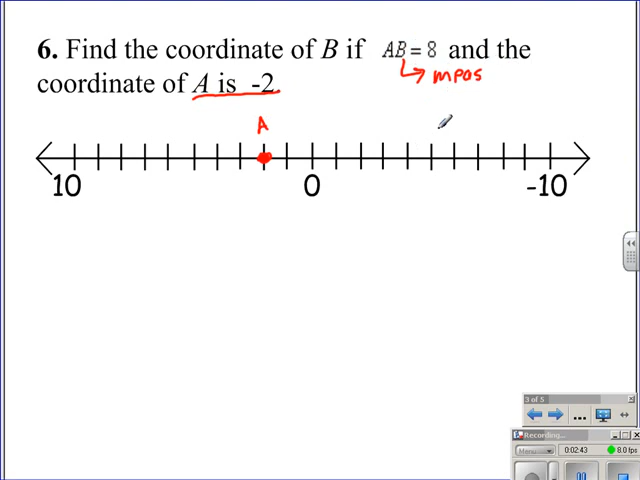 6. Find the coordinate of B if AB = 8 and the
meas
coordinate of A is -2.
A
10 0 -10
3 of 5
...
Recording...
Menu
0:02:43
8.0 fps